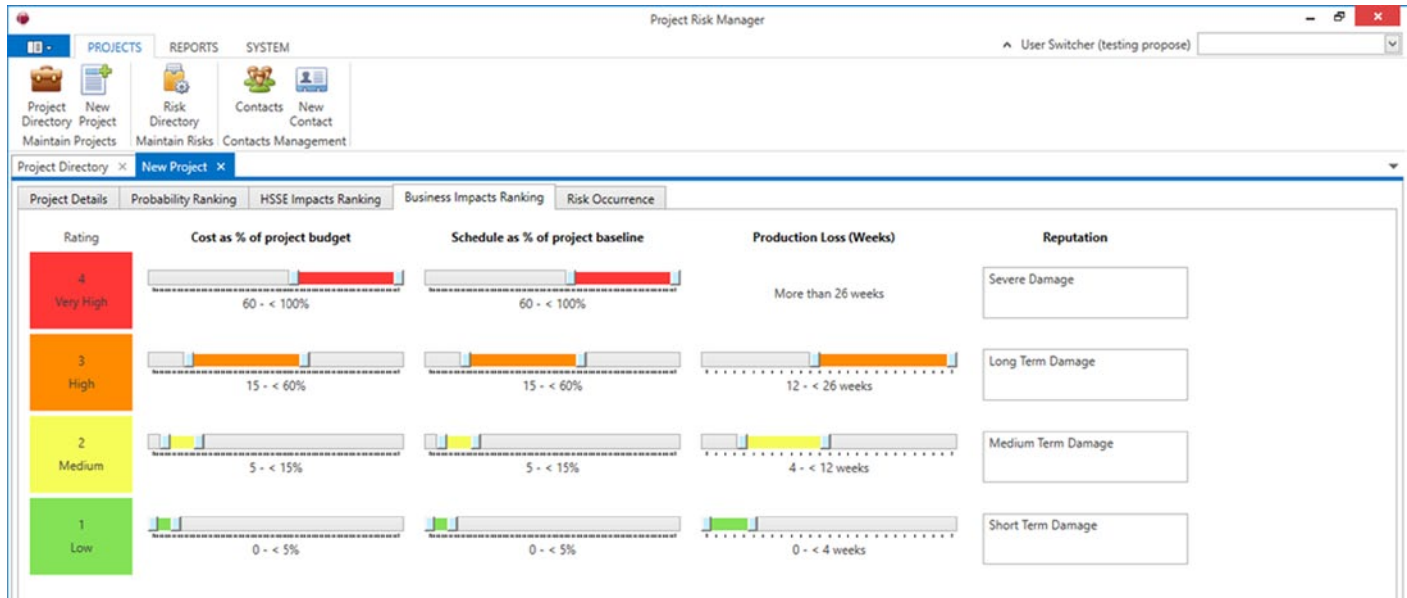 Project Risk Manager
PROJECTS REPORTS SYSTEM
User Switcher (testing propose)
Project Directory
New Project
Risk Directory
Contacts
New Contact
Maintain Projects Maintain Risks Contacts Management
Project Directory New Project
Project Details Probability Ranking HSSE Impacts Ranking Business Impacts Ranking Risk Occurrence
Rating Cost as % of project budget Schedule as % of project baseline Production Loss (Weeks) Reputation
4
Very High
60 - < 100% 60 - < 100% More than 26 weeks Severe Damage
3
High
15 - < 60% 15 - < 60% 12 - < 26 weeks Long Term Damage
2
Medium
5 - < 15% 5 - < 15% 4 - < 12 weeks Medium Term Damage
1
Low
0 - < 5% 0 - < 5% 0 - < 4 weeks Short Term Damage